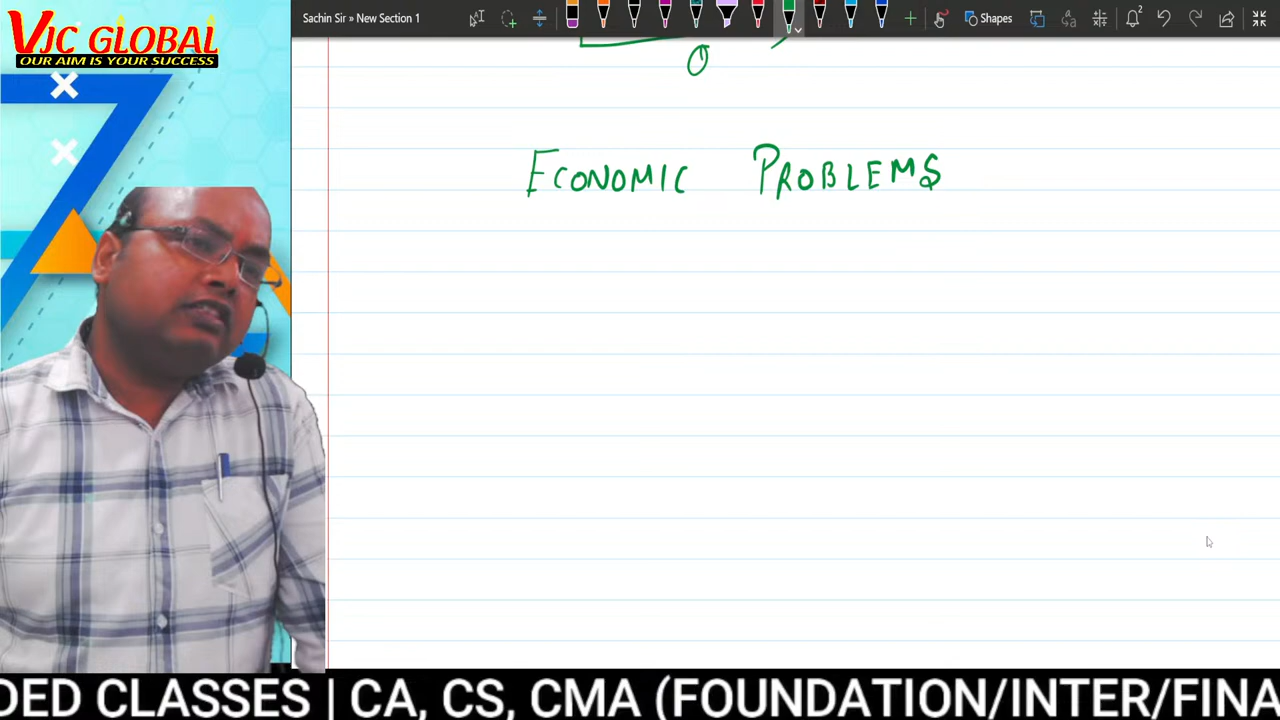 VJC GLOBAL
OUR AIM IS YOUR SUCCESS
Sachin Sir » New Section 1
Shapes
2
O
ECONOMIC PROBLEMS
DED CLASSES | CA, CS, CMA (FOUNDATION/INTER/FINA